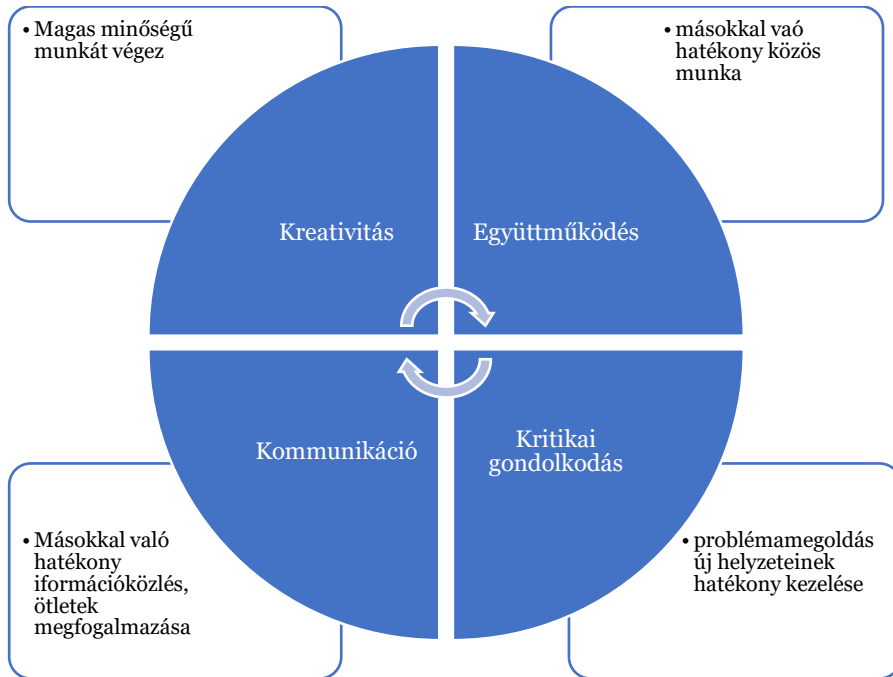 • Magas minőségű
munkát végez
• másokkal vaó
hatékony közös
munka
Kreativitás
Együttműködés
Kommunikáció
Kritikai
gondolkodás
• Másokkal való
hatékony
iformációközlés,
ötletek
megfogalmazása
• problémamegoldás
új helyzeteinek
hatékony kezelése